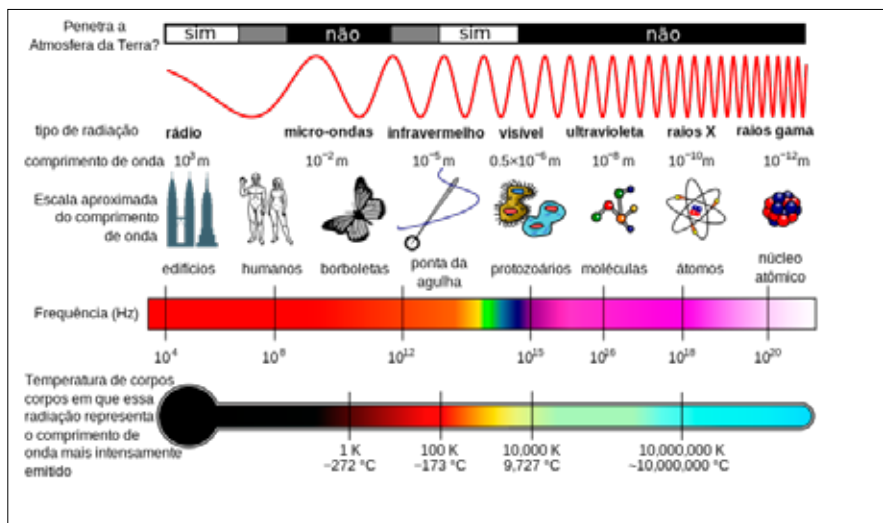 Penetra a
Atmosfera da Terra?
sim não sim não
tipo de radiação rádio micro-ondas infravermelho visível ultravioleta raios X raios gama
comprimento de onda 10³ m 10⁻² m 10⁻⁵ m 0.5×10⁻⁶ m 10⁻⁸ m 10⁻¹⁰ m 10⁻¹² m
Escala aproximada
do comprimento
de onda
edifícios humanos borboletas ponta da agulha protozoários moléculas átomos núcleo atômico
Frequência (Hz)
10⁴ 10⁸ 10¹² 10¹⁵ 10¹⁶ 10¹⁸ 10²⁰
Temperatura de corpos
corpos em que essa
radiação representa
o comprimento de
onda mais intensamente
emitido
1 K 100 K 10,000 K 10,000,000 K
−272 °C −173 °C 9,727 °C ~10,000,000 °C